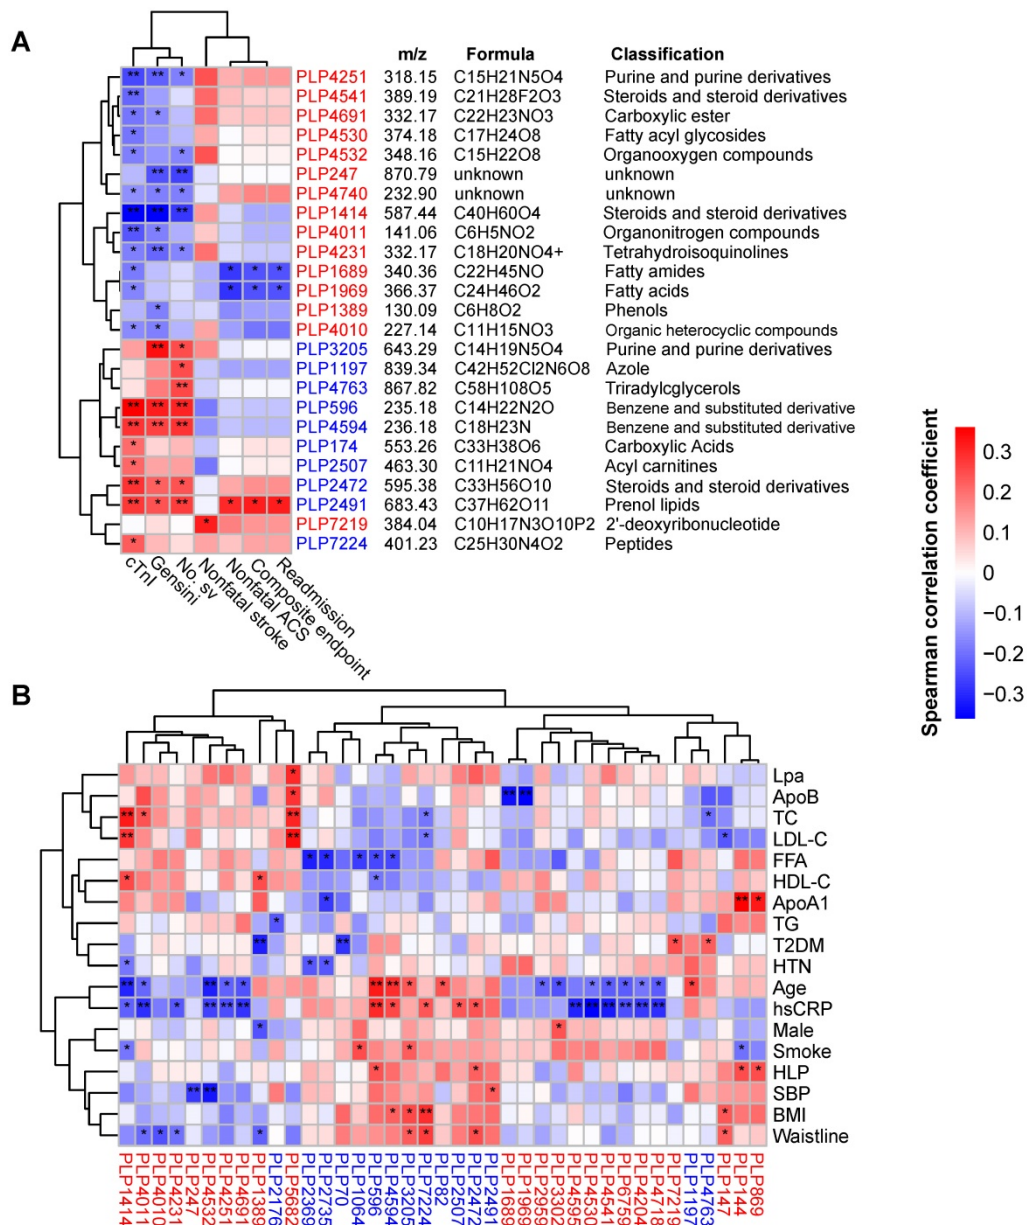 A
m/z Formula Classification
PLP4251 318.15 C15H21N5O4 Purine and purine derivatives
PLP4541 389.19 C21H28F2O3 Steroids and steroid derivatives
PLP4691 332.17 C22H23NO3 Carboxylic ester
PLP4530 374.18 C17H24O8 Fatty acyl glycosides
PLP4532 348.16 C15H22O8 Organooxygen compounds
PLP247 870.79 unknown unknown
PLP4740 232.90 unknown unknown
PLP1414 587.44 C40H60O4 Steroids and steroid derivatives
PLP4011 141.06 C6H5NO2 Organonitrogen compounds
PLP4231 332.17 C18H20NO4+ Tetrahydroisoquinolines
PLP1689 340.36 C22H45NO Fatty amides
PLP1969 366.37 C24H46O2 Fatty acids
PLP1389 130.09 C6H8O2 Phenols
PLP4010 227.14 C11H15NO3 Organic heterocyclic compounds
PLP3205 643.29 C14H19N5O4 Purine and purine derivatives
PLP1197 839.34 C42H52Cl2N6O8 Azole
PLP4763 867.82 C58H108O5 Triradylcglycerols
PLP596 235.18 C14H22N2O Benzene and substituted derivative
PLP4594 236.18 C18H23N Benzene and substituted derivative
PLP174 553.26 C33H38O6 Carboxylic Acids
PLP2507 463.30 C11H21NO4 Acyl carnitines
PLP2472 595.38 C33H56O10 Steroids and steroid derivatives
PLP2491 683.43 C37H62O11 Prenol lipids
PLP7219 384.04 C10H17N3O10P2 2'-deoxyribonucleotide
PLP7224 401.23 C25H30N4O2 Peptides
cTnI
Gensini
No. sv
Nonfatal stroke
Nonfatal ACS
Composite endpoint
Readmission
Spearman correlation coefficient
0.3
0.2
0.1
0
−0.1
−0.2
−0.3
B
Lpa
ApoB
TC
LDL-C
FFA
HDL-C
ApoA1
TG
T2DM
HTN
Age
hsCRP
Male
Smoke
HLP
SBP
BMI
Waistline
PLP1414
PLP4011
PLP4010
PLP4231
PLP247
PLP4532
PLP4251
PLP4691
PLP1389
PLP2176
PLP5682
PLP2369
PLP2735
PLP70
PLP1064
PLP596
PLP4594
PLP3205
PLP7224
PLP82
PLP2507
PLP2472
PLP2491
PLP1689
PLP1969
PLP2959
PLP3302
PLP4595
PLP4530
PLP4541
PLP6759
PLP4204
PLP4718
PLP7219
PLP1197
PLP4763
PLP147
PLP144
PLP869